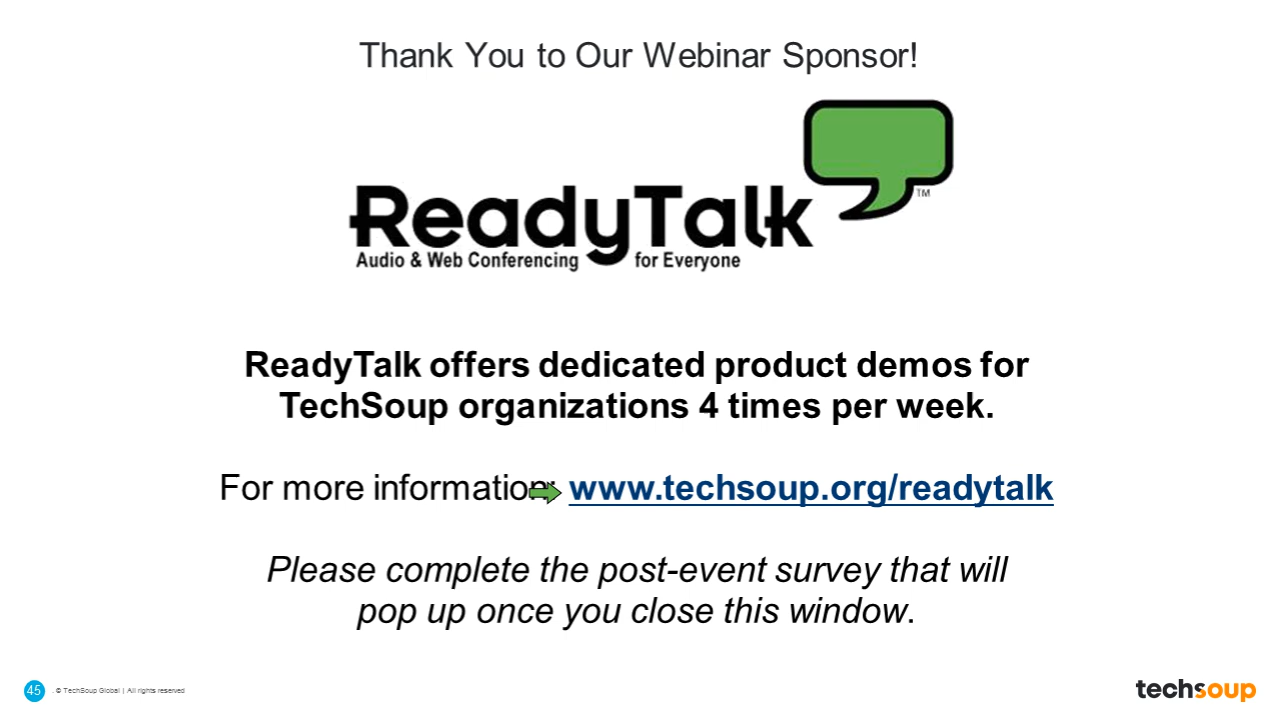 Thank You to Our Webinar Sponsor!
ReadyTalk
TM
Audio & Web Conferencing for Everyone
ReadyTalk offers dedicated product demos for
TechSoup organizations 4 times per week.
For more information: www.techsoup.org/readytalk
Please complete the post-event survey that will
pop up once you close this window.
45 . © TechSoup Global | All rights reserved
techsoup